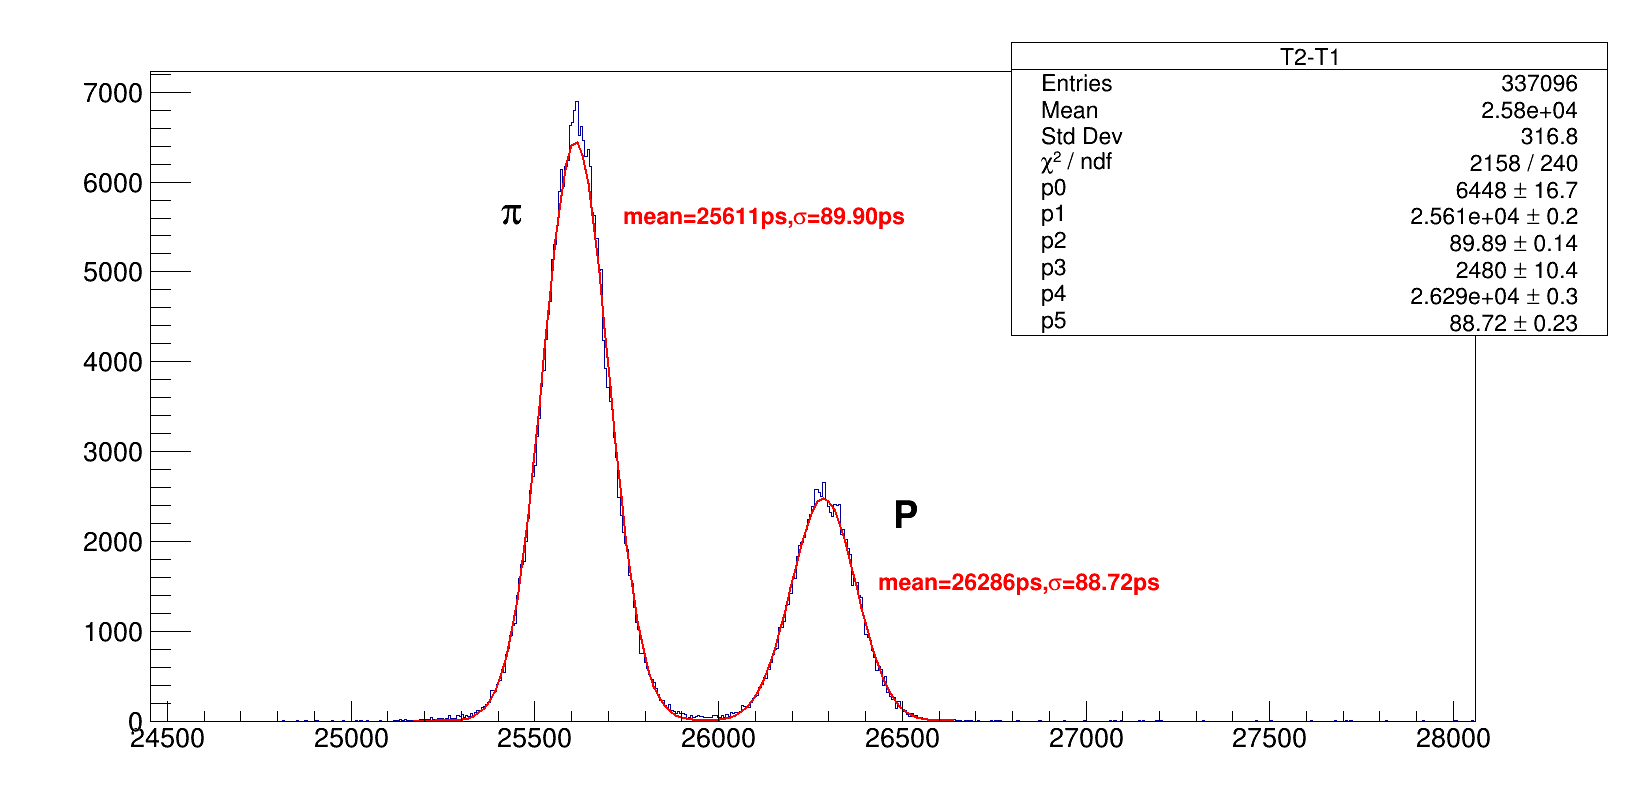 T2-T1
Entries 337096
Mean 2.58e+04
Std Dev 316.8
χ² / ndf 2158 / 240
p0 6448 ± 16.7
p1 2.561e+04 ± 0.2
p2 89.89 ± 0.14
p3 2480 ± 10.4
p4 2.629e+04 ± 0.3
p5 88.72 ± 0.23
7000
6000
5000
4000
3000
2000
1000
0
π
mean=25611ps,σ=89.90ps
P
mean=26286ps,σ=88.72ps
24500 25000 25500 26000 26500 27000 27500 28000